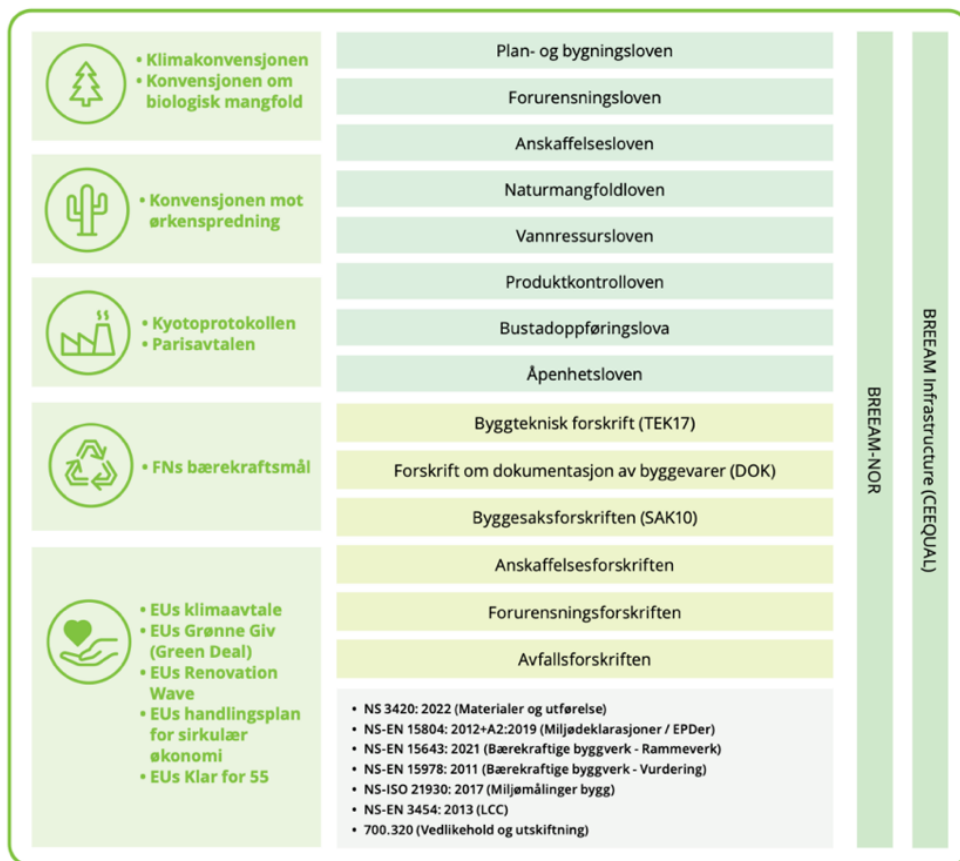 • Klimakonvensjonen
• Konvensjonen om
biologisk mangfold
• Konvensjonen mot
ørkenspredning
• Kyotoprotokollen
• Parisavtalen
• FNs bærekraftsmål
• EUs klimaavtale
• EUs Grønne Giv
(Green Deal)
• EUs Renovation
Wave
• EUs handlingsplan
for sirkulær
økonomi
• EUs Klar for 55
Plan- og bygningsloven
Forurensningsloven
Anskaffelsesloven
Naturmangfoldloven
Vannressursloven
Produktkontrolloven
Bustadoppføringslova
Åpenhetsloven
Byggteknisk forskrift (TEK17)
Forskrift om dokumentasjon av byggevarer (DOK)
Byggesaksforskriften (SAK10)
Anskaffelsesforskriften
Forurensningsforskriften
Avfallsforskriften
• NS 3420: 2022 (Materialer og utførelse)
• NS-EN 15804: 2012+A2:2019 (Miljødeklarasjoner / EPDer)
• NS-EN 15643: 2021 (Bærekraftige byggverk - Rammeverk)
• NS-EN 15978: 2011 (Bærekraftige byggverk - Vurdering)
• NS-ISO 21930: 2017 (Miljømålinger bygg)
• NS-EN 3454: 2013 (LCC)
• 700.320 (Vedlikehold og utskiftning)
BREEAM-NOR
BREEAM Infrastructure (CEEQUAL)